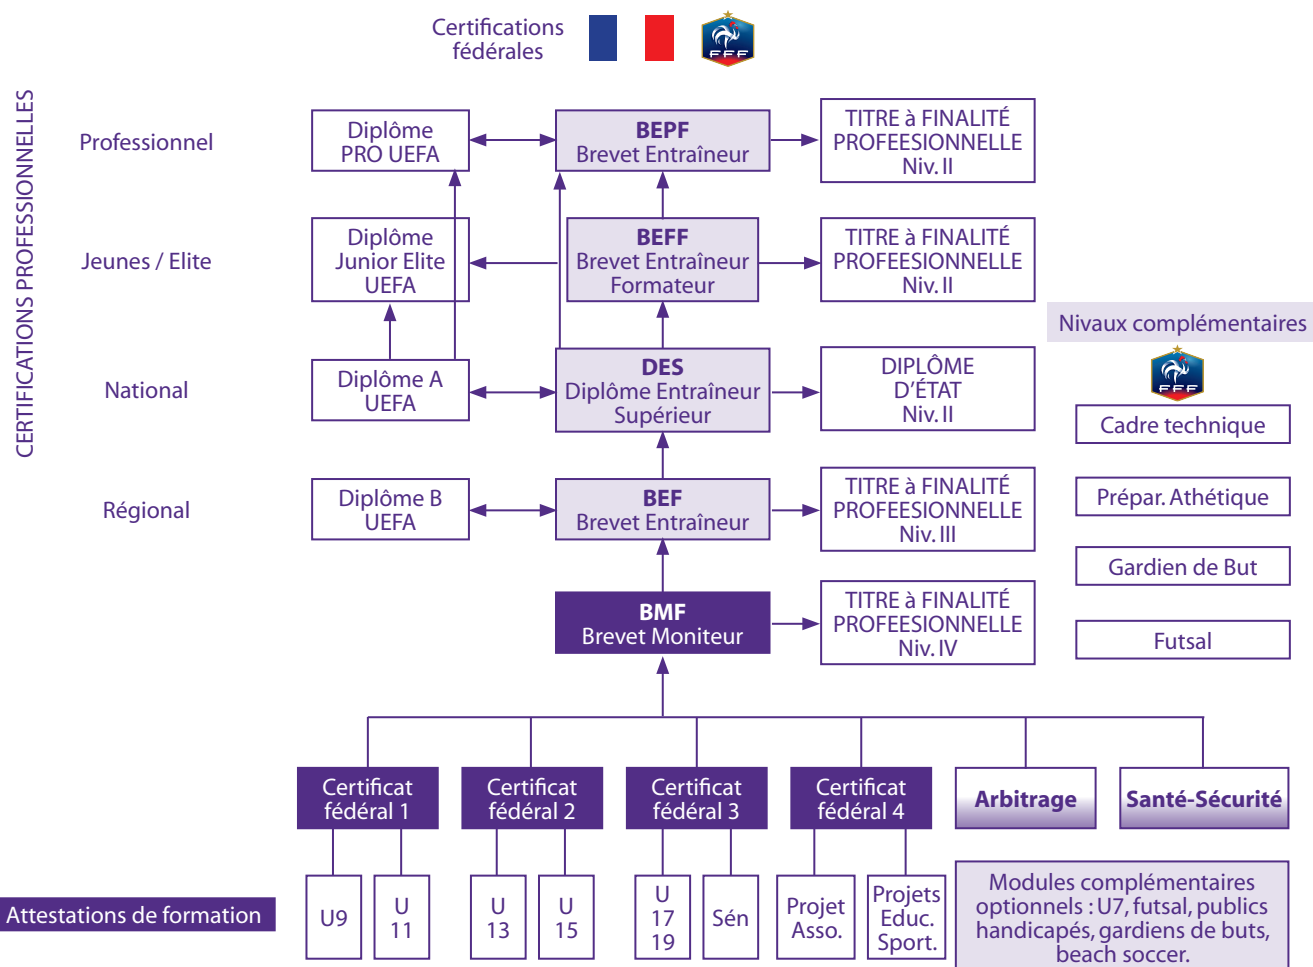 Certifications
fédérales
FFF
CERTIFICATIONS PROFESSIONNELLES
Professionnel
Diplôme
PRO UEFA
BEPF
Brevet Entraîneur
TITRE à FINALITÉ
PROFEESIONNELLE
Niv. II
Jeunes / Elite
Diplôme
Junior Elite
UEFA
BEFF
Brevet Entraîneur
Formateur
TITRE à FINALITÉ
PROFEESIONNELLE
Niv. II
Nivaux complémentaires
FFF
National
Diplôme A
UEFA
DES
Diplôme Entraîneur
Supérieur
DIPLÔME
D'ÉTAT
Niv. II
Cadre technique
Régional
Diplôme B
UEFA
BEF
Brevet Entraîneur
TITRE à FINALITÉ
PROFEESIONNELLE
Niv. III
Prépar. Athétique
Gardien de But
BMF
Brevet Moniteur
TITRE à FINALITÉ
PROFEESIONNELLE
Niv. IV
Futsal
Certificat
fédéral 1
Certificat
fédéral 2
Certificat
fédéral 3
Certificat
fédéral 4
Arbitrage
Santé-Sécurité
Attestations de formation
U9
U
11
U
13
U
15
U
17
19
Sén
Projet
Asso.
Projets
Educ.
Sport.
Modules complémentaires
optionnels : U7, futsal, publics
handicapés, gardiens de buts,
beach soccer.